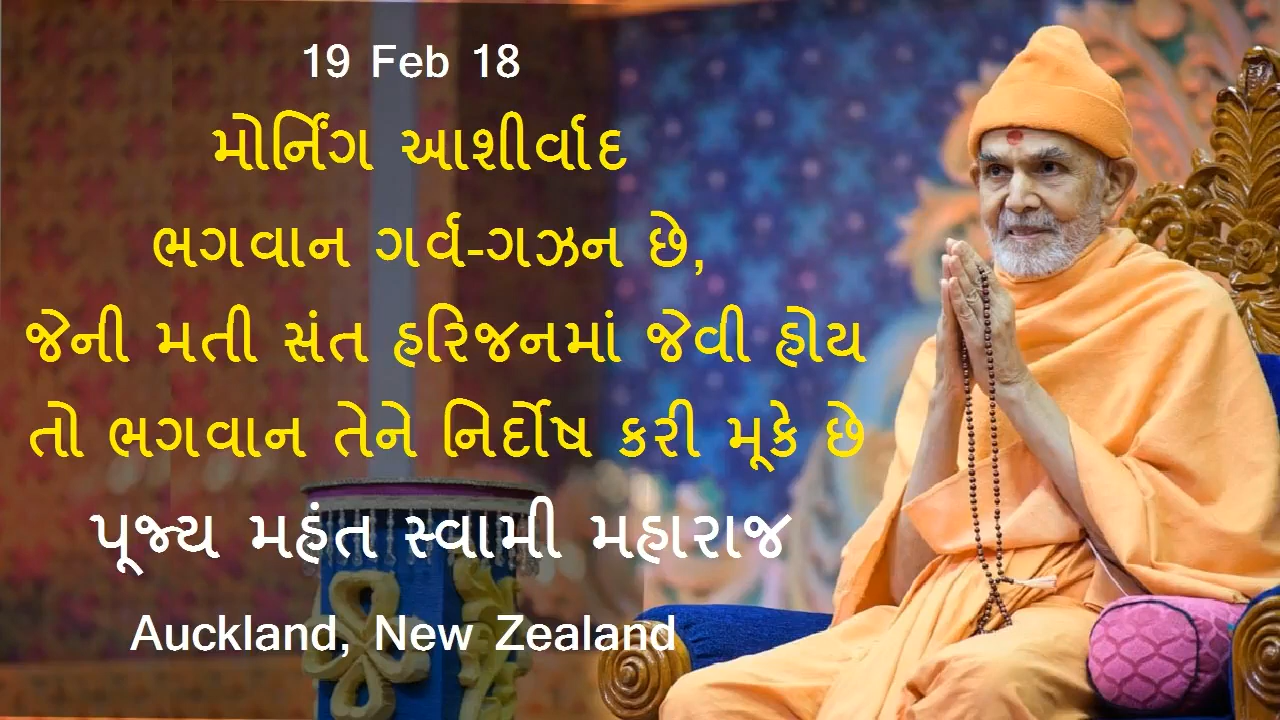 19 Feb 18
મોર્નિંગ આશીર્વાદ
ભગવાન ગર્વ-ગઝન છે,
જેની મતી સંત હરિજનમાં જેવી હોય
તો ભગવાન તેને નિર્દોષ કરી મૂકે છે
પૂજ્ય મહંત સ્વામી મહારાજ
Auckland, New Zealand